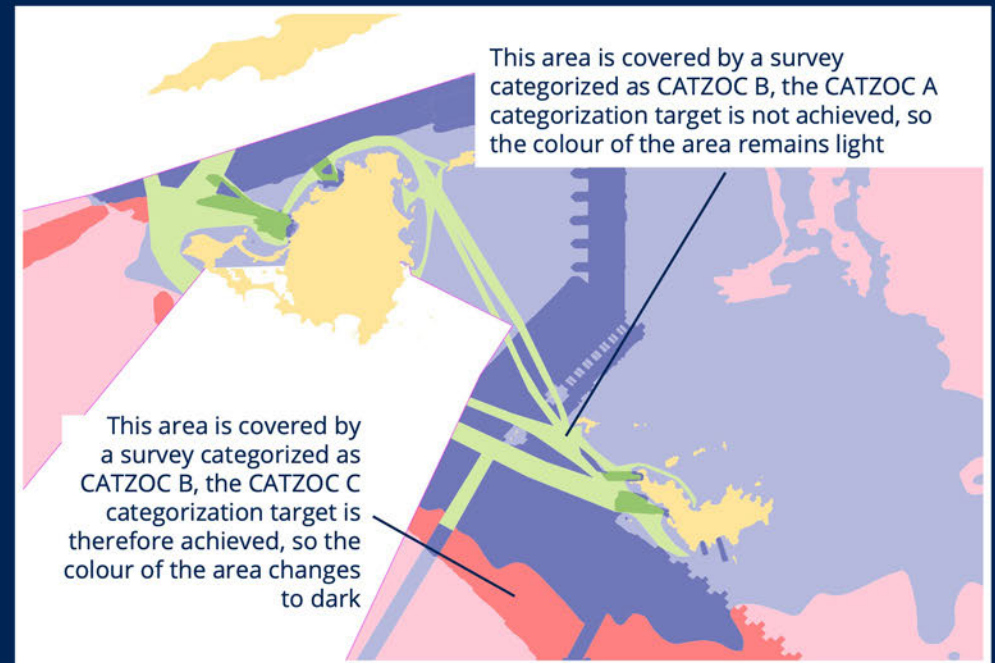 This area is covered by a survey
categorized as CATZOC B, the CATZOC A
categorization target is not achieved, so
the colour of the area remains light
This area is covered by
a survey categorized as
CATZOC B, the CATZOC C
categorization target is
therefore achieved, so the
colour of the area changes
to dark